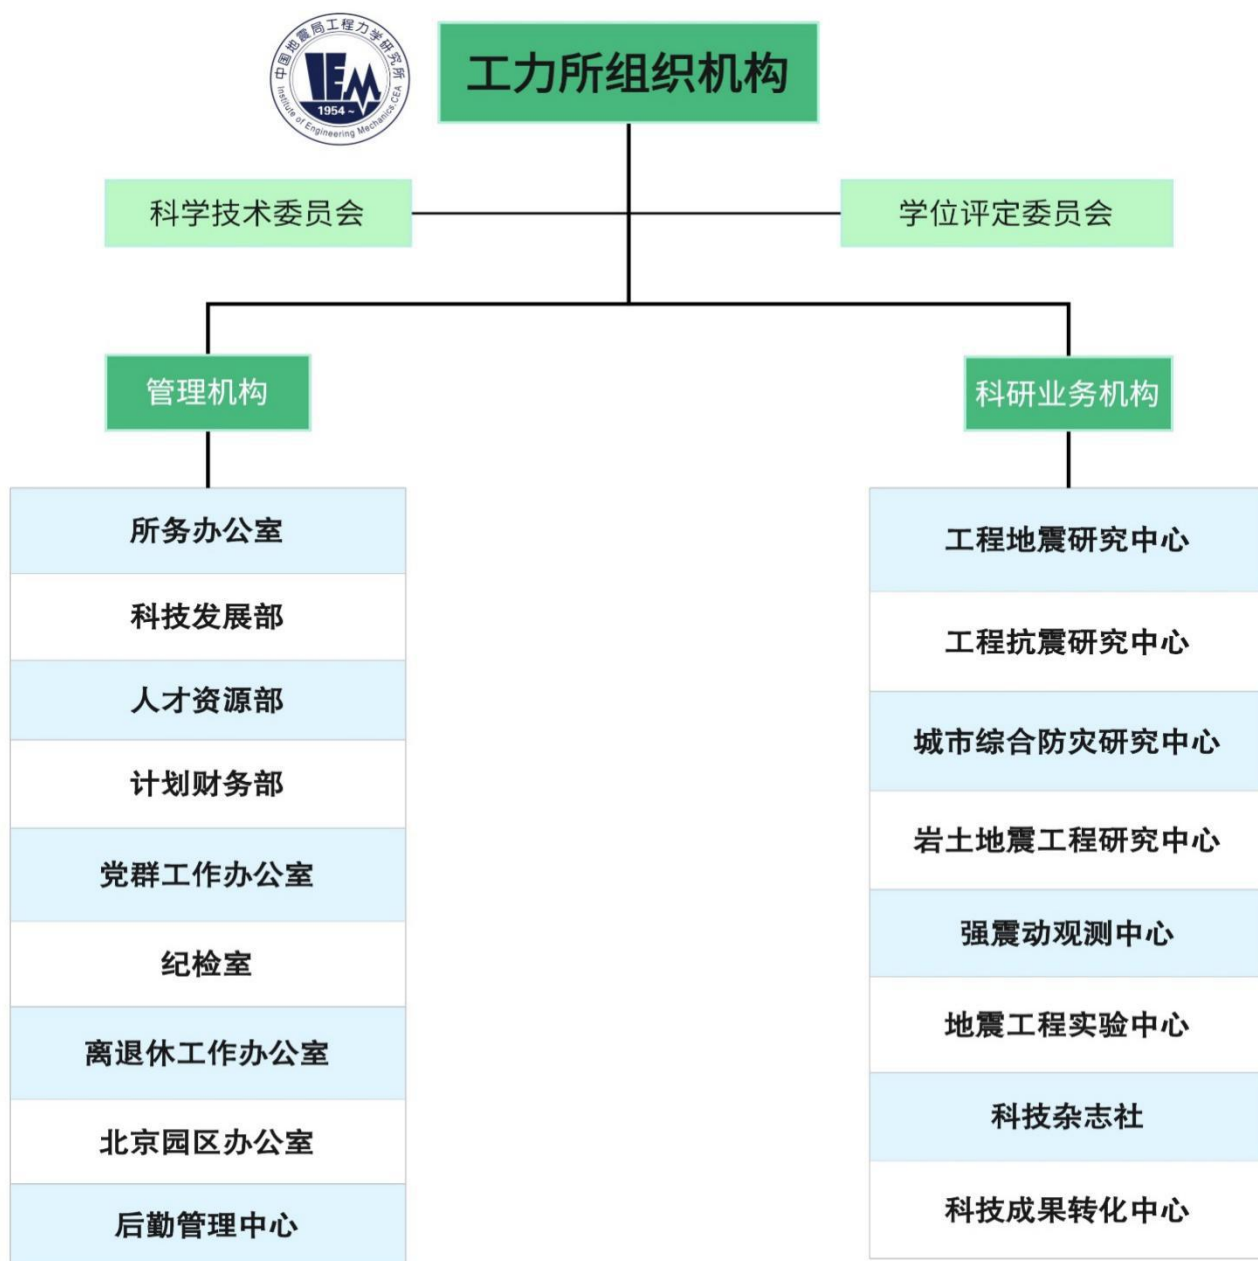 中国地震局工程力学研究所
IEM
1954 ~
Institute of Engineering Mechanics,CEA
工力所组织机构
科学技术委员会
学位评定委员会
管理机构
科研业务机构
所务办公室
科技发展部
人才资源部
计划财务部
党群工作办公室
纪检室
离退休工作办公室
北京园区办公室
后勤管理中心
工程地震研究中心
工程抗震研究中心
城市综合防灾研究中心
岩土地震工程研究中心
强震动观测中心
地震工程实验中心
科技杂志社
科技成果转化中心